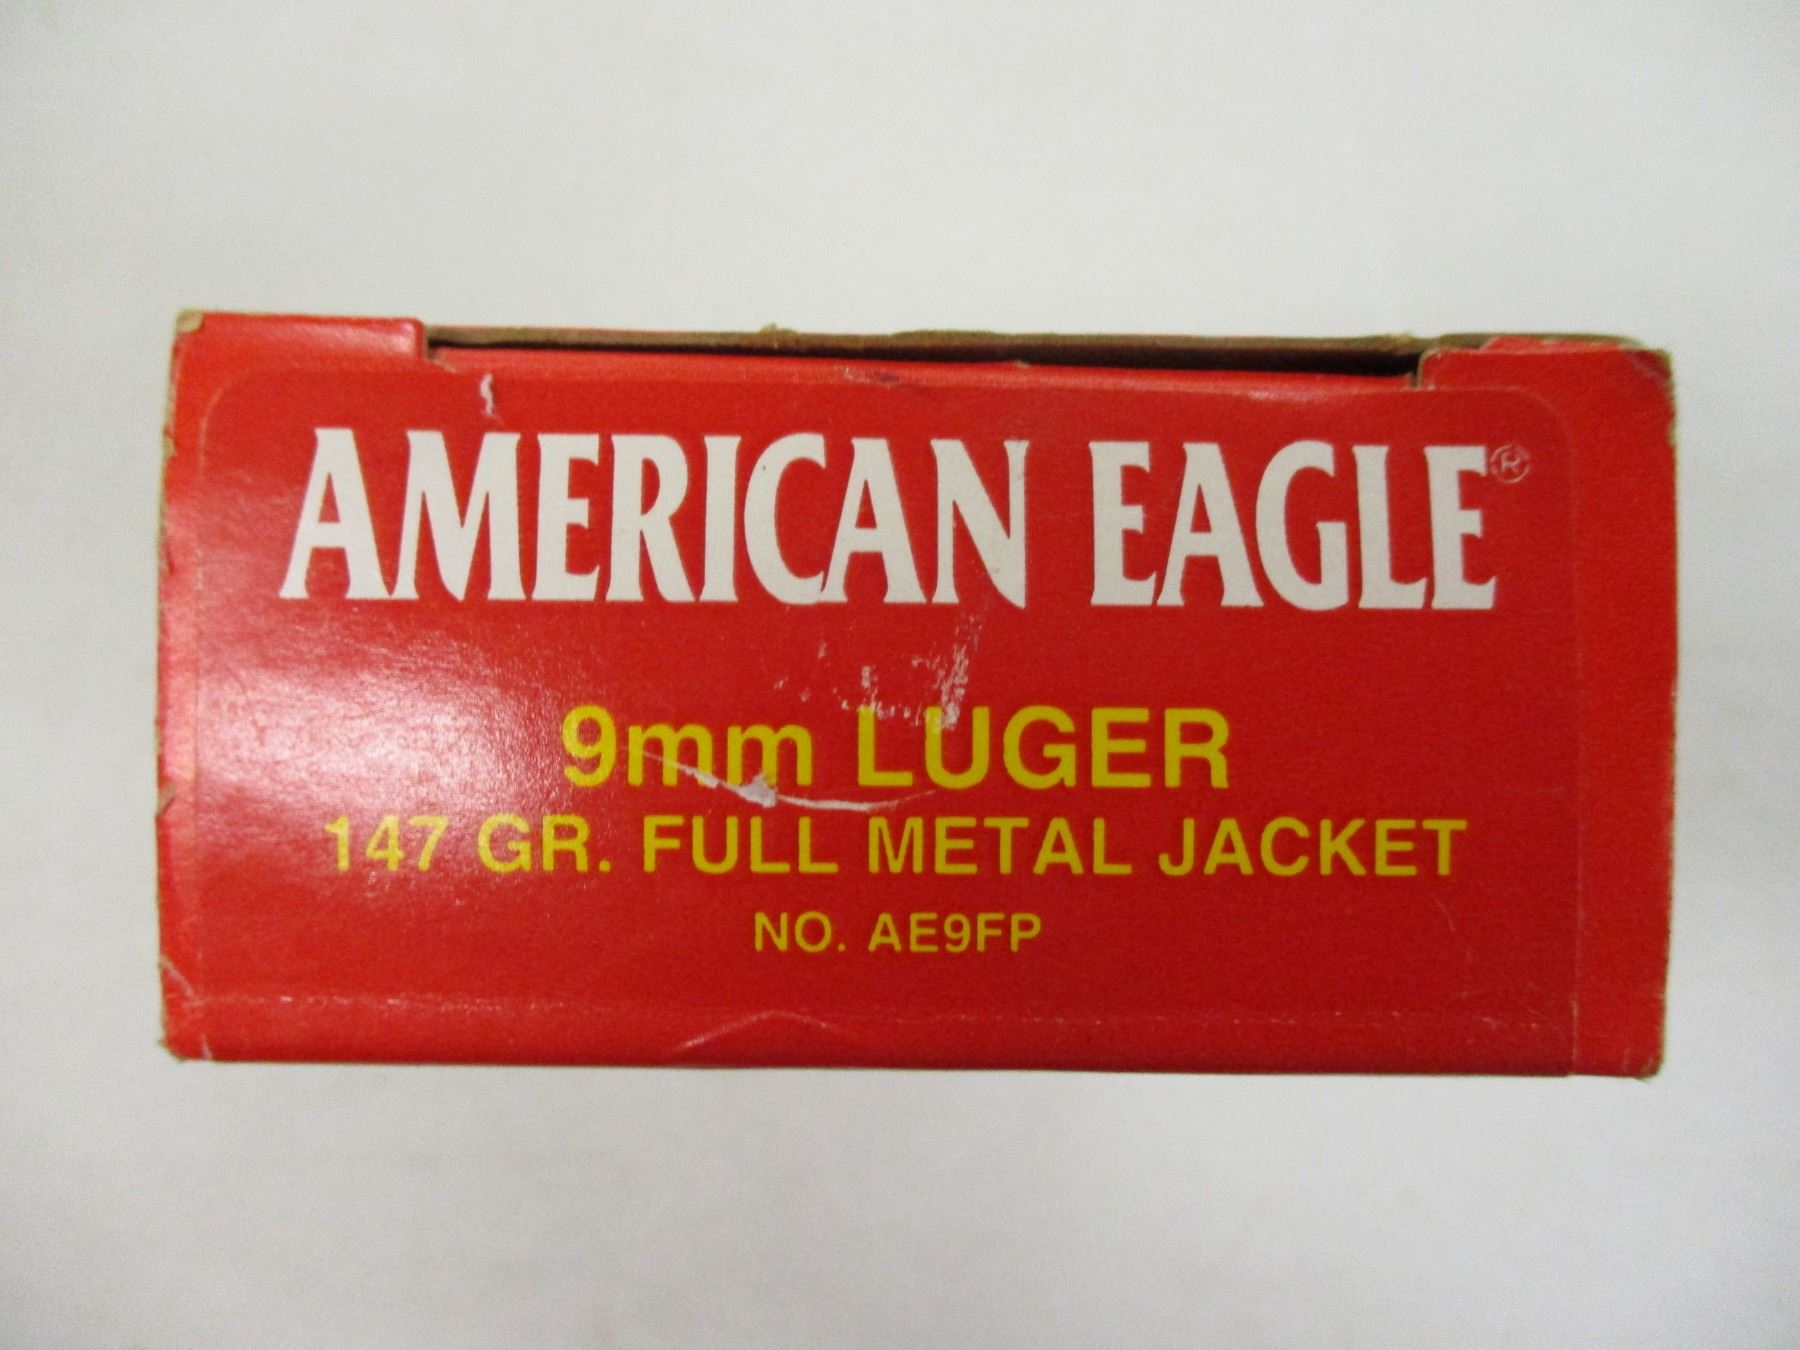 AMERICAN EAGLE®
9mm LUGER
147 GR. FULL METAL JACKET
NO. AE9FP